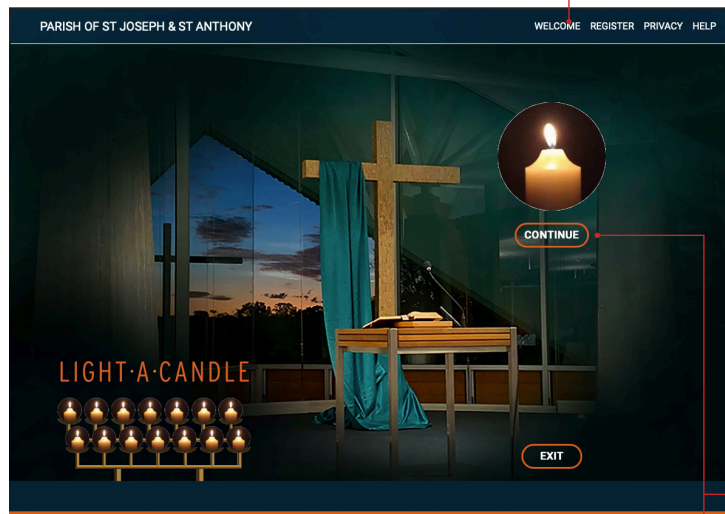 PARISH OF ST JOSEPH & ST ANTHONY
WELCOME REGISTER PRIVACY HELP
CONTINUE
LIGHT·A·CANDLE
EXIT